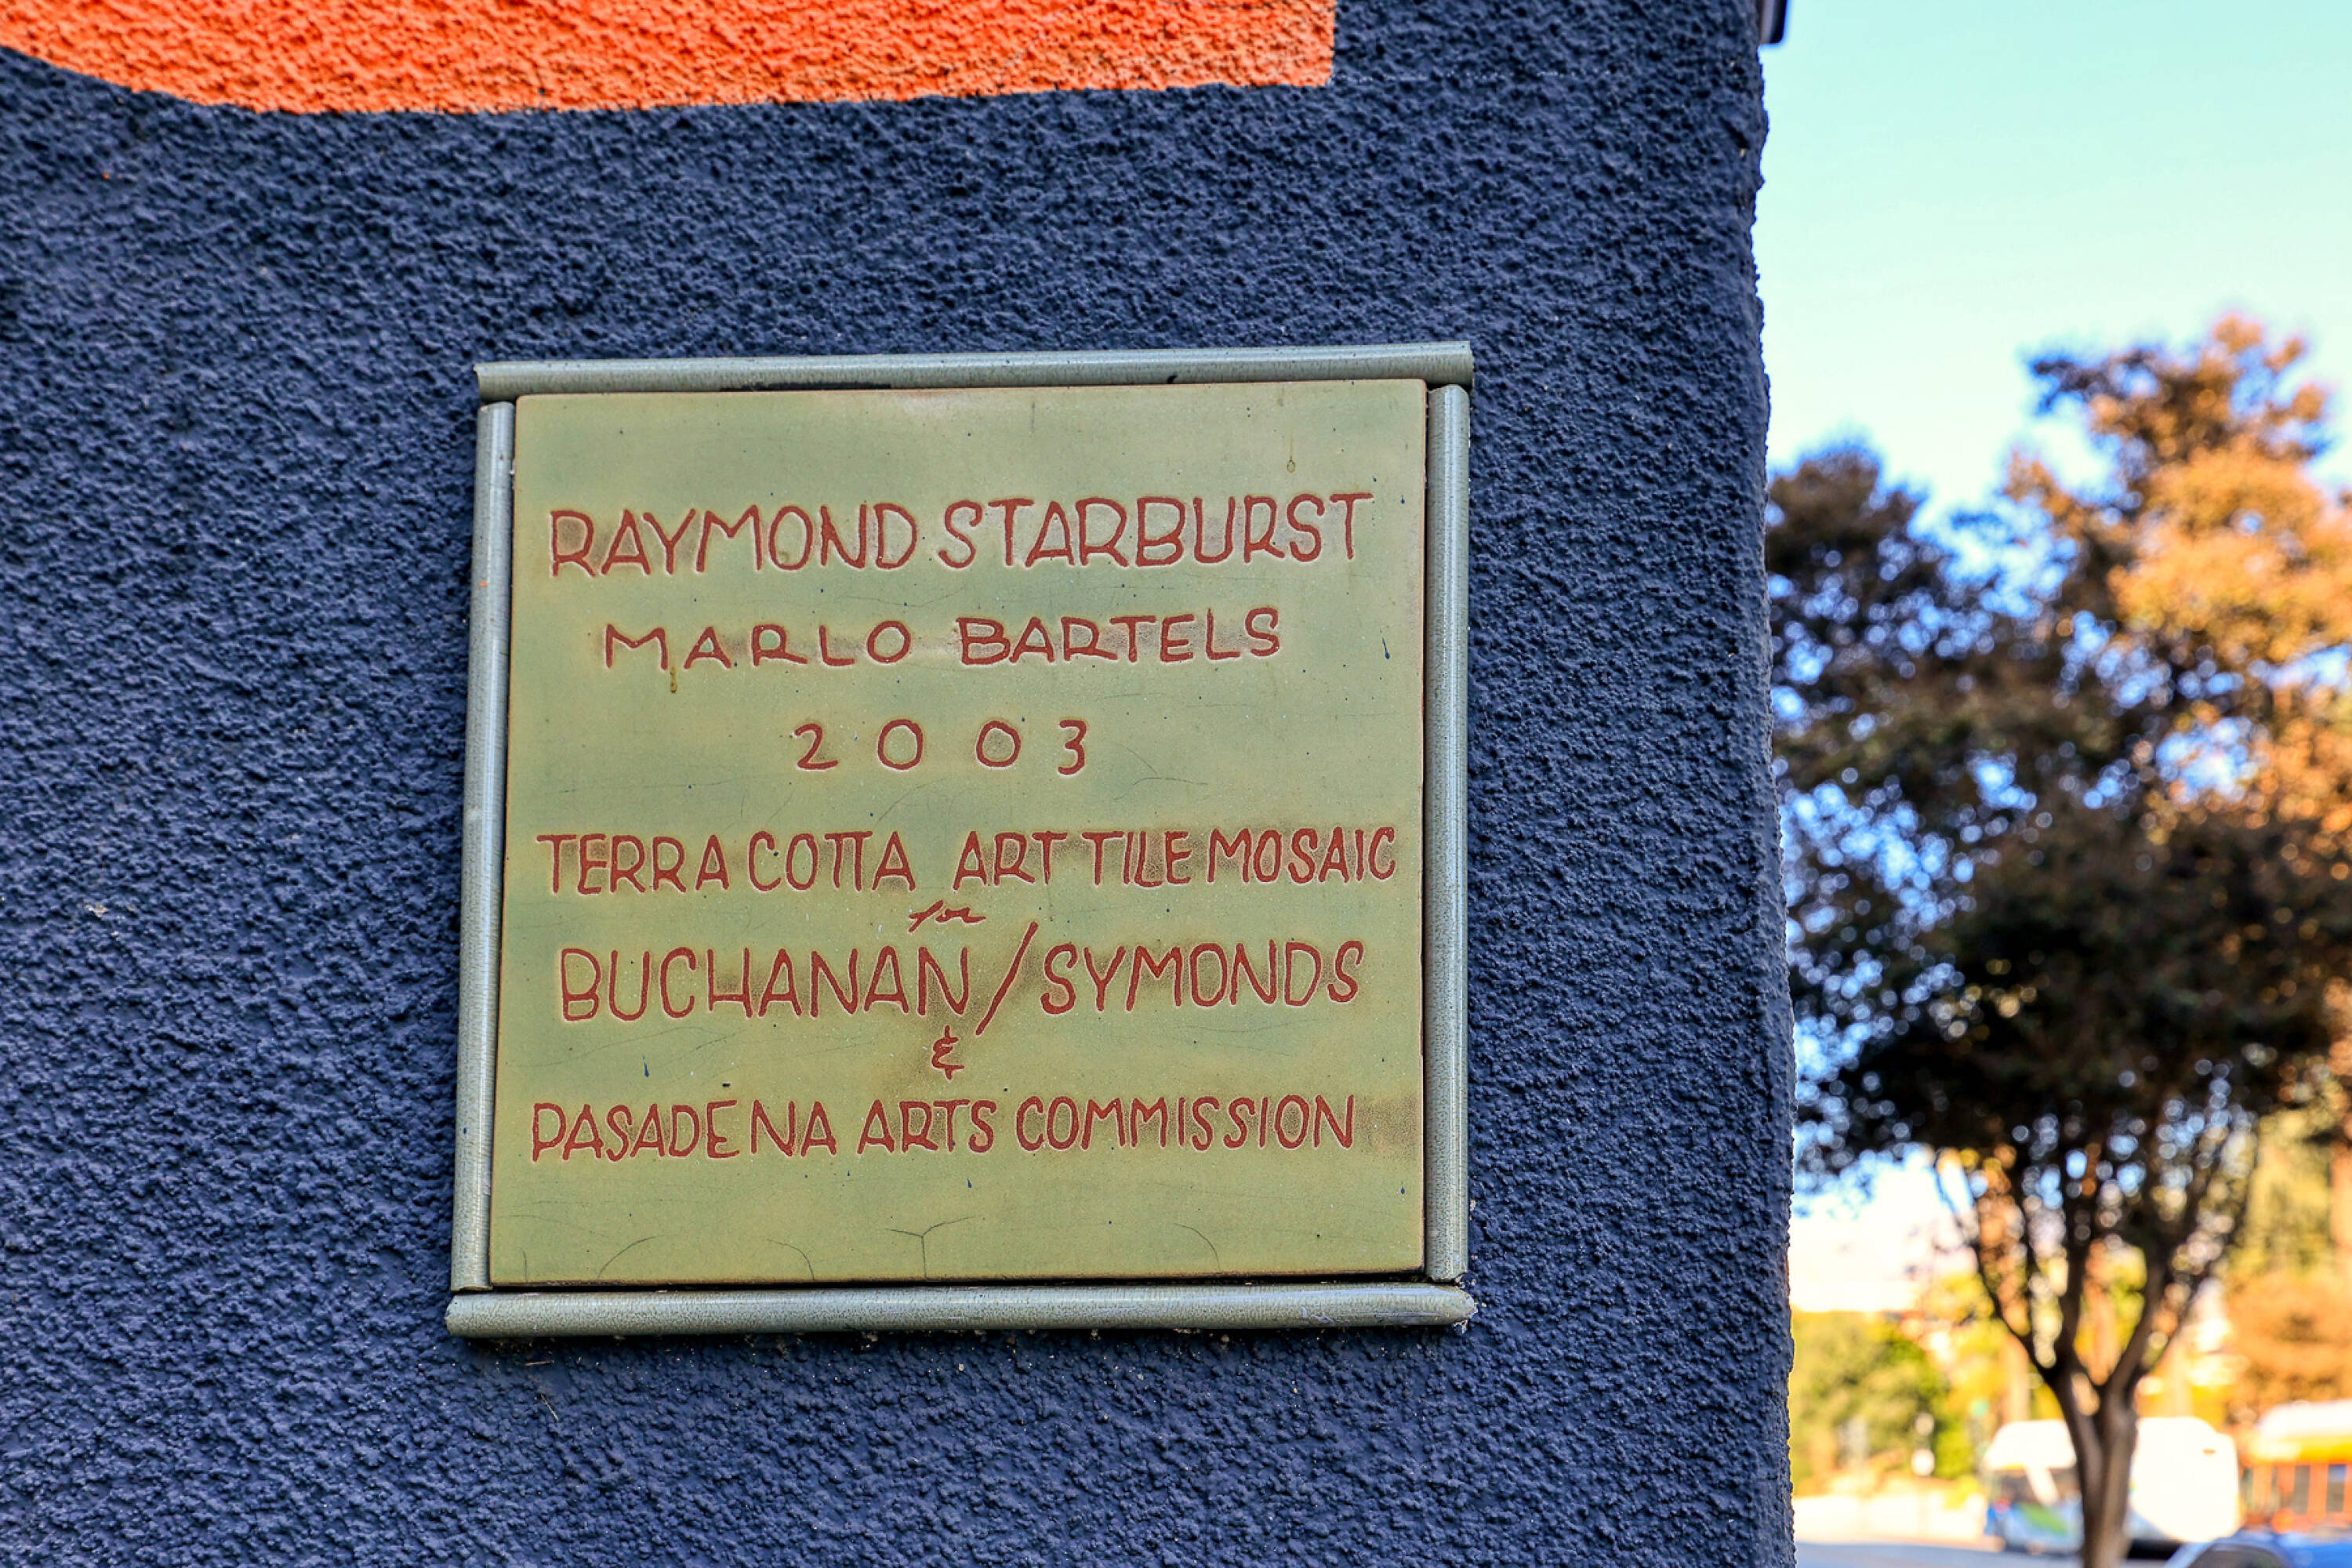 RAYMOND STARBURST
MARLO BARTELS
2003
TERRA COTTA ART TILE MOSAIC
for
BUCHANAN/SYMONDS
&
PASADENA ARTS COMMISSION